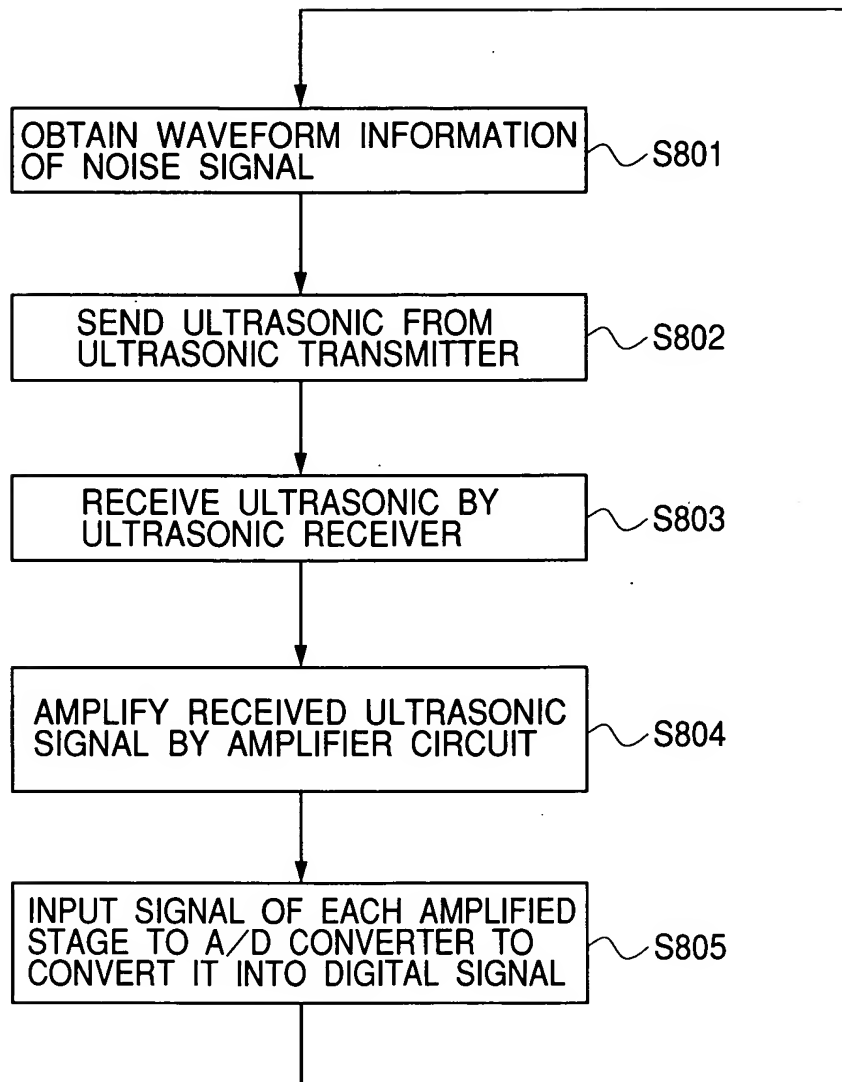 OBTAIN WAVEFORM INFORMATION
OF NOISE SIGNAL
S801
SEND ULTRASONIC FROM
ULTRASONIC TRANSMITTER
S802
RECEIVE ULTRASONIC BY
ULTRASONIC RECEIVER
S803
AMPLIFY RECEIVED ULTRASONIC
SIGNAL BY AMPLIFIER CIRCUIT
S804
INPUT SIGNAL OF EACH AMPLIFIED
STAGE TO A/D CONVERTER TO
CONVERT IT INTO DIGITAL SIGNAL
S805